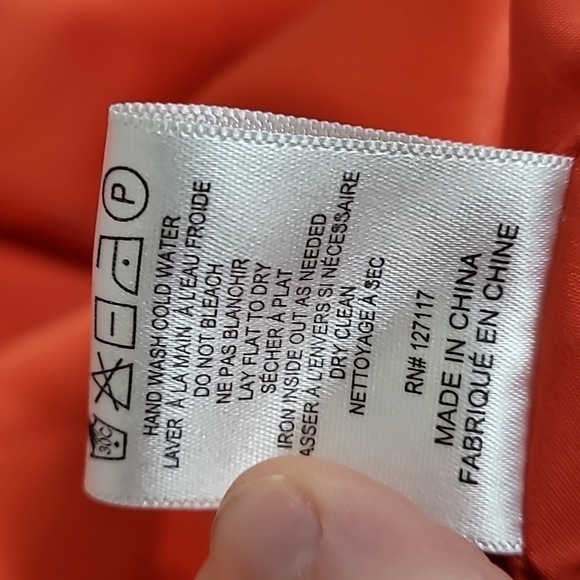 30C P
HAND WASH COLD WATER
LAVER À LA MAIN À L'EAU FROIDE
DO NOT BLEACH
NE PAS BLANCHIR
LAY FLAT TO DRY
SÉCHER À PLAT
IRON INSIDE OUT AS NEEDED
ASSER À L'ENVERS SI NÉCESSAIRE
DRY CLEAN
NETTOYAGE À SEC
RN# 127117
MADE IN CHINA
FABRIQUÉ EN CHINE